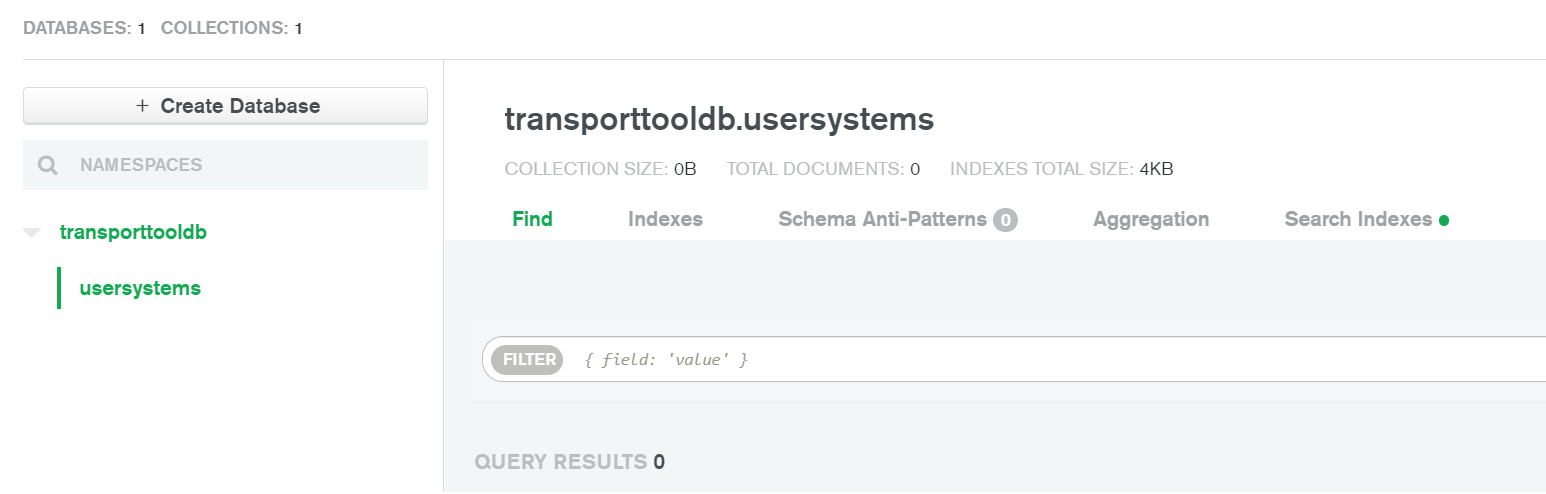 DATABASES: 1 COLLECTIONS: 1
+ Create Database
NAMESPACES
transporttooldb
usersystems
transporttooldb.usersystems
COLLECTION SIZE: 0B TOTAL DOCUMENTS: 0 INDEXES TOTAL SIZE: 4KB
Find Indexes Schema Anti-Patterns 0 Aggregation Search Indexes
FILTER { field: 'value' }
QUERY RESULTS 0